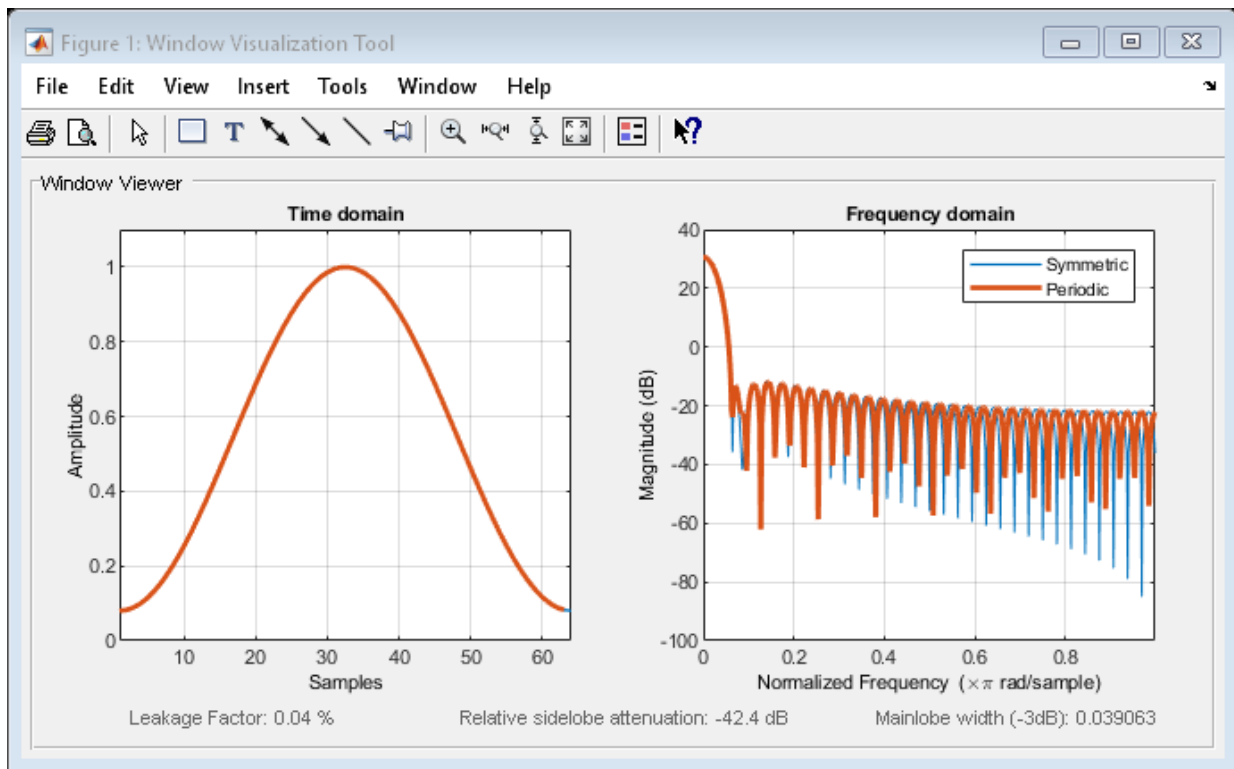 Figure 1: Window Visualization Tool
File Edit View Insert Tools Window Help
T
?
Window Viewer
Time domain
Amplitude
1
0.8
0.6
0.4
0.2
0
10 20 30 40 50 60
Samples
Frequency domain
Magnitude (dB)
40
20
0
-20
-40
-60
-80
-100
Symmetric
Periodic
0 0.2 0.4 0.6 0.8
Normalized Frequency (×π rad/sample)
Leakage Factor: 0.04 % Relative sidelobe attenuation: -42.4 dB Mainlobe width (-3dB): 0.039063